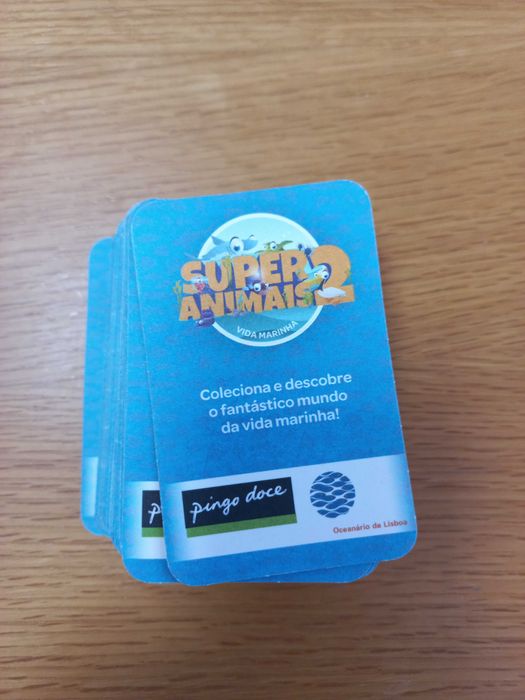 SUPER
ANIMAIS 2
VIDA MARINHA
Coleciona e descobre
o fantástico mundo
da vida marinha!
pingo doce
Oceanário de Lisboa
P
P